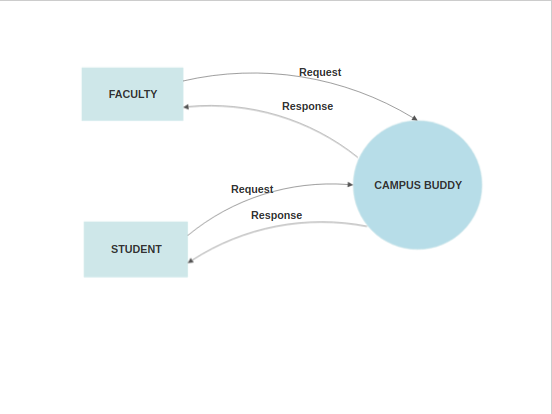 Request
FACULTY
Response
CAMPUS BUDDY
Request
Response
STUDENT